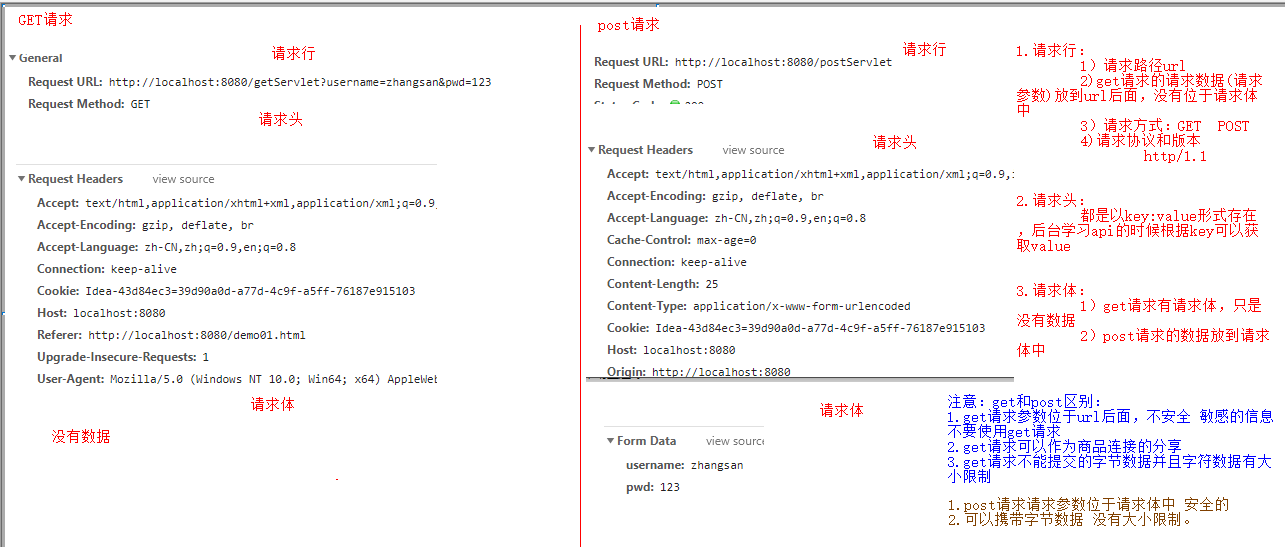 GET请求
请求行
General
Request URL: http://localhost:8080/getServlet?username=zhangsan&pwd=123
Request Method: GET
请求头
Request Headers view source
Accept: text/html,application/xhtml+xml,application/xml;q=0.9,
Accept-Encoding: gzip, deflate, br
Accept-Language: zh-CN,zh;q=0.9,en;q=0.8
Connection: keep-alive
Cookie: Idea-43d84ec3=39d90a0d-a77d-4c9f-a5ff-76187e915103
Host: localhost:8080
Referer: http://localhost:8080/demo01.html
Upgrade-Insecure-Requests: 1
User-Agent: Mozilla/5.0 (Windows NT 10.0; Win64; x64) AppleWeb
请求体
没有数据
post请求
请求行
Request URL: http://localhost:8080/postServlet
Request Method: POST
请求头
Request Headers view source
Accept: text/html,application/xhtml+xml,application/xml;q=0.9,
Accept-Encoding: gzip, deflate, br
Accept-Language: zh-CN,zh;q=0.9,en;q=0.8
Cache-Control: max-age=0
Connection: keep-alive
Content-Length: 25
Content-Type: application/x-www-form-urlencoded
Cookie: Idea-43d84ec3=39d90a0d-a77d-4c9f-a5ff-76187e915103
Host: localhost:8080
Origin: http://localhost:8080
请求体
Form Data view source
username: zhangsan
pwd: 123
1.请求行:
1）请求路径url
2)get请求的请求数据(请求
参数)放到url后面，没有位于请求体
中
3）请求方式：GET POST
4)请求协议和版本
http/1.1
2.请求头：
都是以key:value形式存在
，后台学习api的时候根据key可以获
取value
3.请求体：
1）get请求有请求体，只是
没有数据
2）post请求的数据放到请求
体中
注意：get和post区别：
1.get请求参数位于url后面，不安全 敏感的信息
不要使用get请求
2.get请求可以作为商品连接的分享
3.get请求不能提交的字节数据并且字符数据有大
小限制
1.post请求请求参数位于请求体中 安全的
2.可以携带字节数据 没有大小限制。